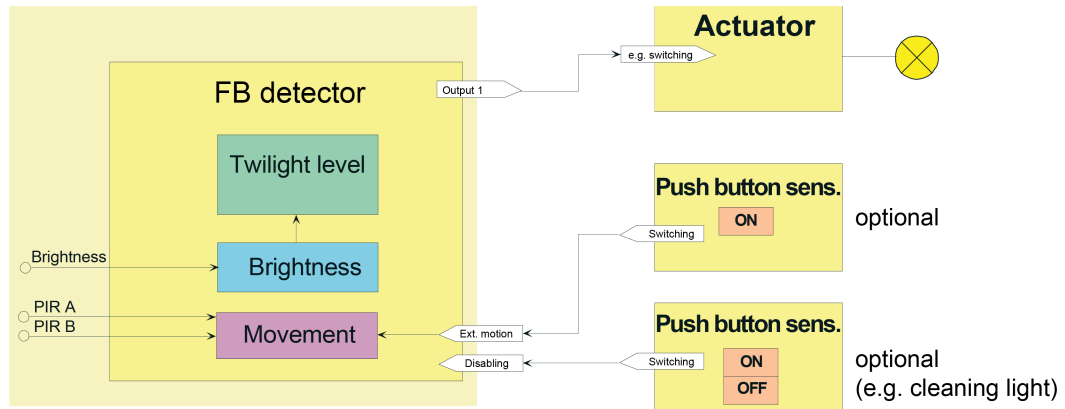 Actuator
e.g. switching
FB detector
Output 1
Twilight level
Push button sens.
ON
optional
Switching
Brightness
Brightness
PIR A
PIR B
Movement
Ext. motion
Push button sens.
Disabling
Switching
ON
OFF
optional
(e.g. cleaning light)